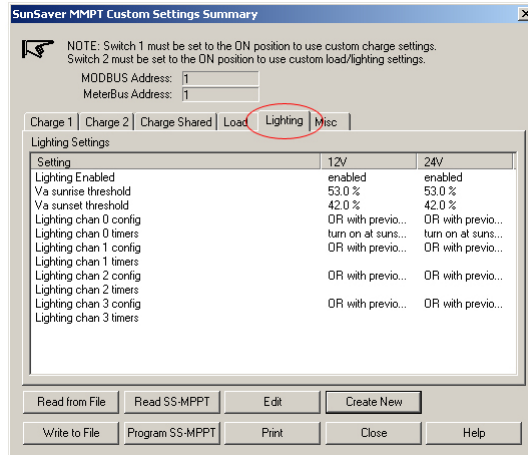 SunSaver MMPT Custom Settings Summary
NOTE: Switch 1 must be set to the ON position to use custom charge settings.
Switch 2 must be set to the ON position to use custom load/lighting settings.
MODBUS Address: 1
MeterBus Address: 1
Charge 1 Charge 2 Charge Shared Load Lighting Misc
Lighting Settings
Setting 12V 24V
Lighting Enabled enabled enabled
Va sunrise threshold 53.0 % 53.0 %
Va sunset threshold 42.0 % 42.0 %
Lighting chan 0 config OR with previo... OR with previo...
Lighting chan 0 timers turn on at suns... turn on at suns...
Lighting chan 1 config OR with previo... OR with previo...
Lighting chan 1 timers
Lighting chan 2 config OR with previo... OR with previo...
Lighting chan 2 timers
Lighting chan 3 config OR with previo... OR with previo...
Lighting chan 3 timers
Read from File Read SS-MPPT Edit Create New
Write to File Program SS-MPPT Print Close Help